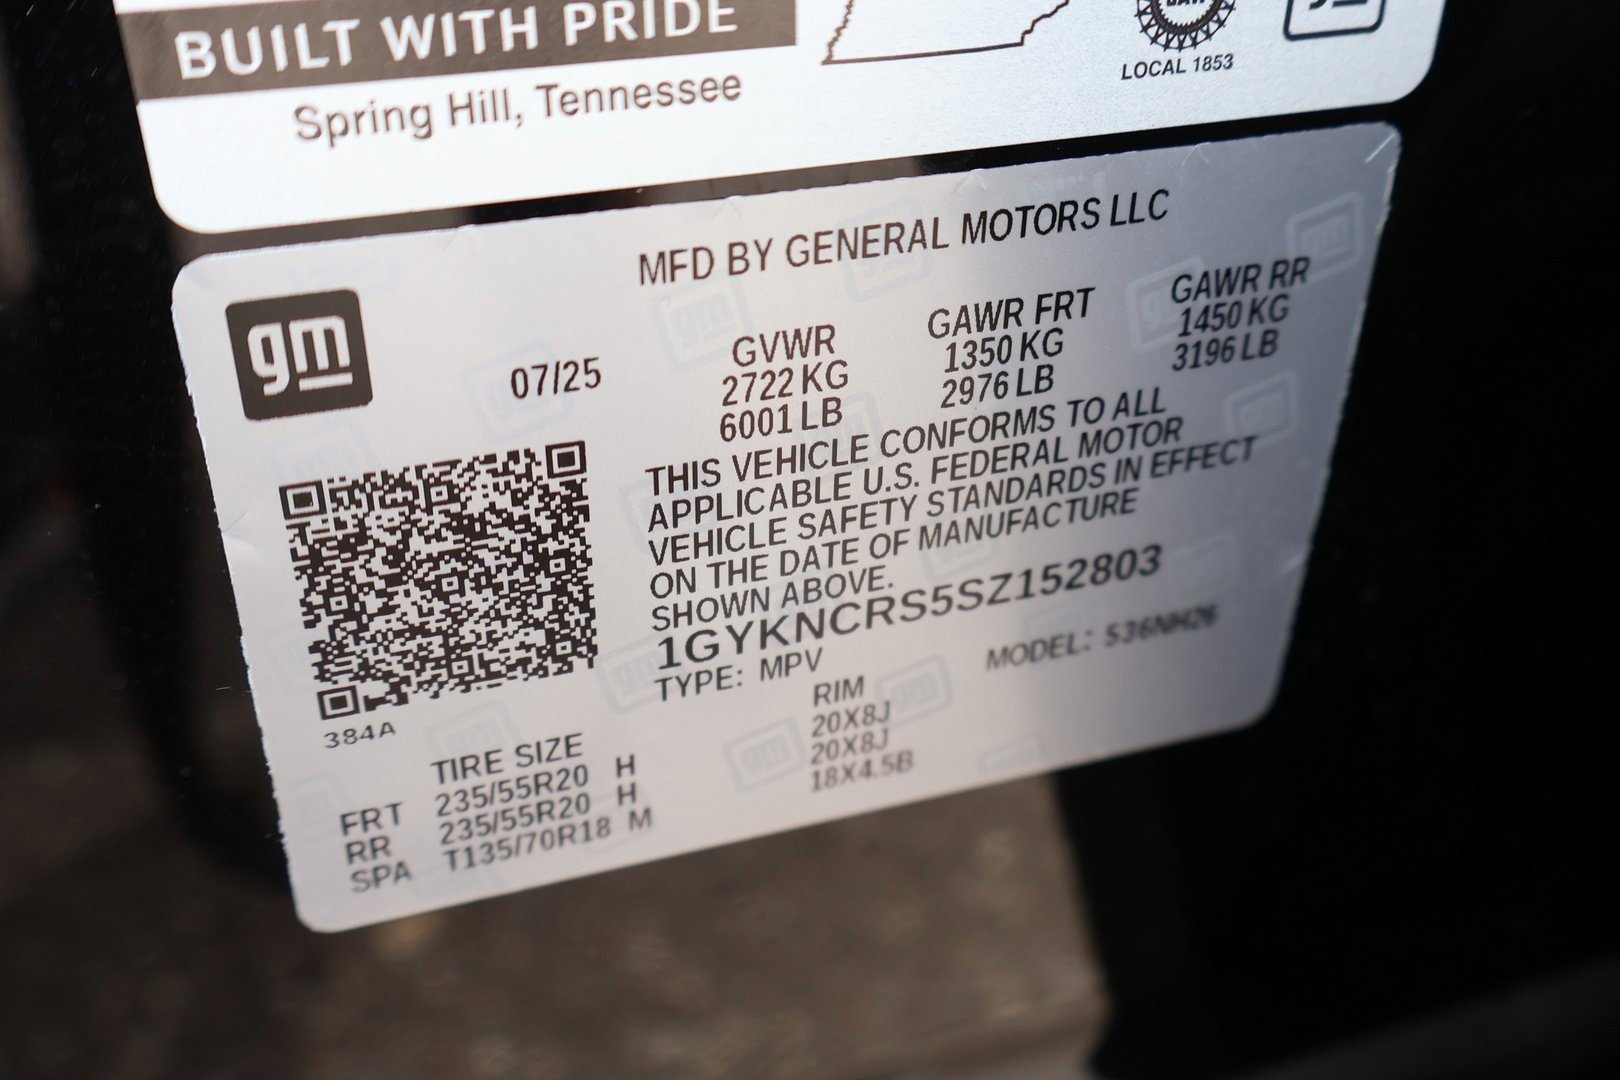 BUILT WITH PRIDE
Spring Hill, Tennessee
LOCAL 1853
MFD BY GENERAL MOTORS LLC
gm
07/25
GVWR
2722 KG
6001 LB
GAWR FRT
1350 KG
2976 LB
GAWR RR
1450 KG
3196 LB
THIS VEHICLE CONFORMS TO ALL
APPLICABLE U.S. FEDERAL MOTOR
VEHICLE SAFETY STANDARDS IN EFFECT
ON THE DATE OF MANUFACTURE
SHOWN ABOVE.
1GYKNCRS5SZ152803
TYPE: MPV MODEL: 536NH26
384A
TIRE SIZE RIM
FRT 235/55R20 H 20X8J
RR 235/55R20 H 20X8J
SPA T135/70R18 M 18X4.5B